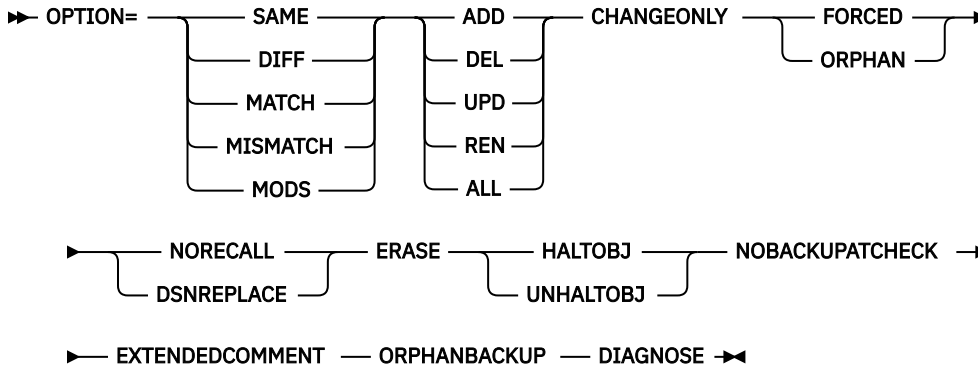 OPTION= SAME ADD CHANGEONLY FORCED
DIFF DEL ORPHAN
MATCH UPD
MISMATCH REN
MODS ALL
NORECALL ERASE HALTOBJ NOBACKUPATCHECK
DSNREPLACE UNHALTOBJ
EXTENDEDCOMMENT ORPHANBACKUP DIAGNOSE